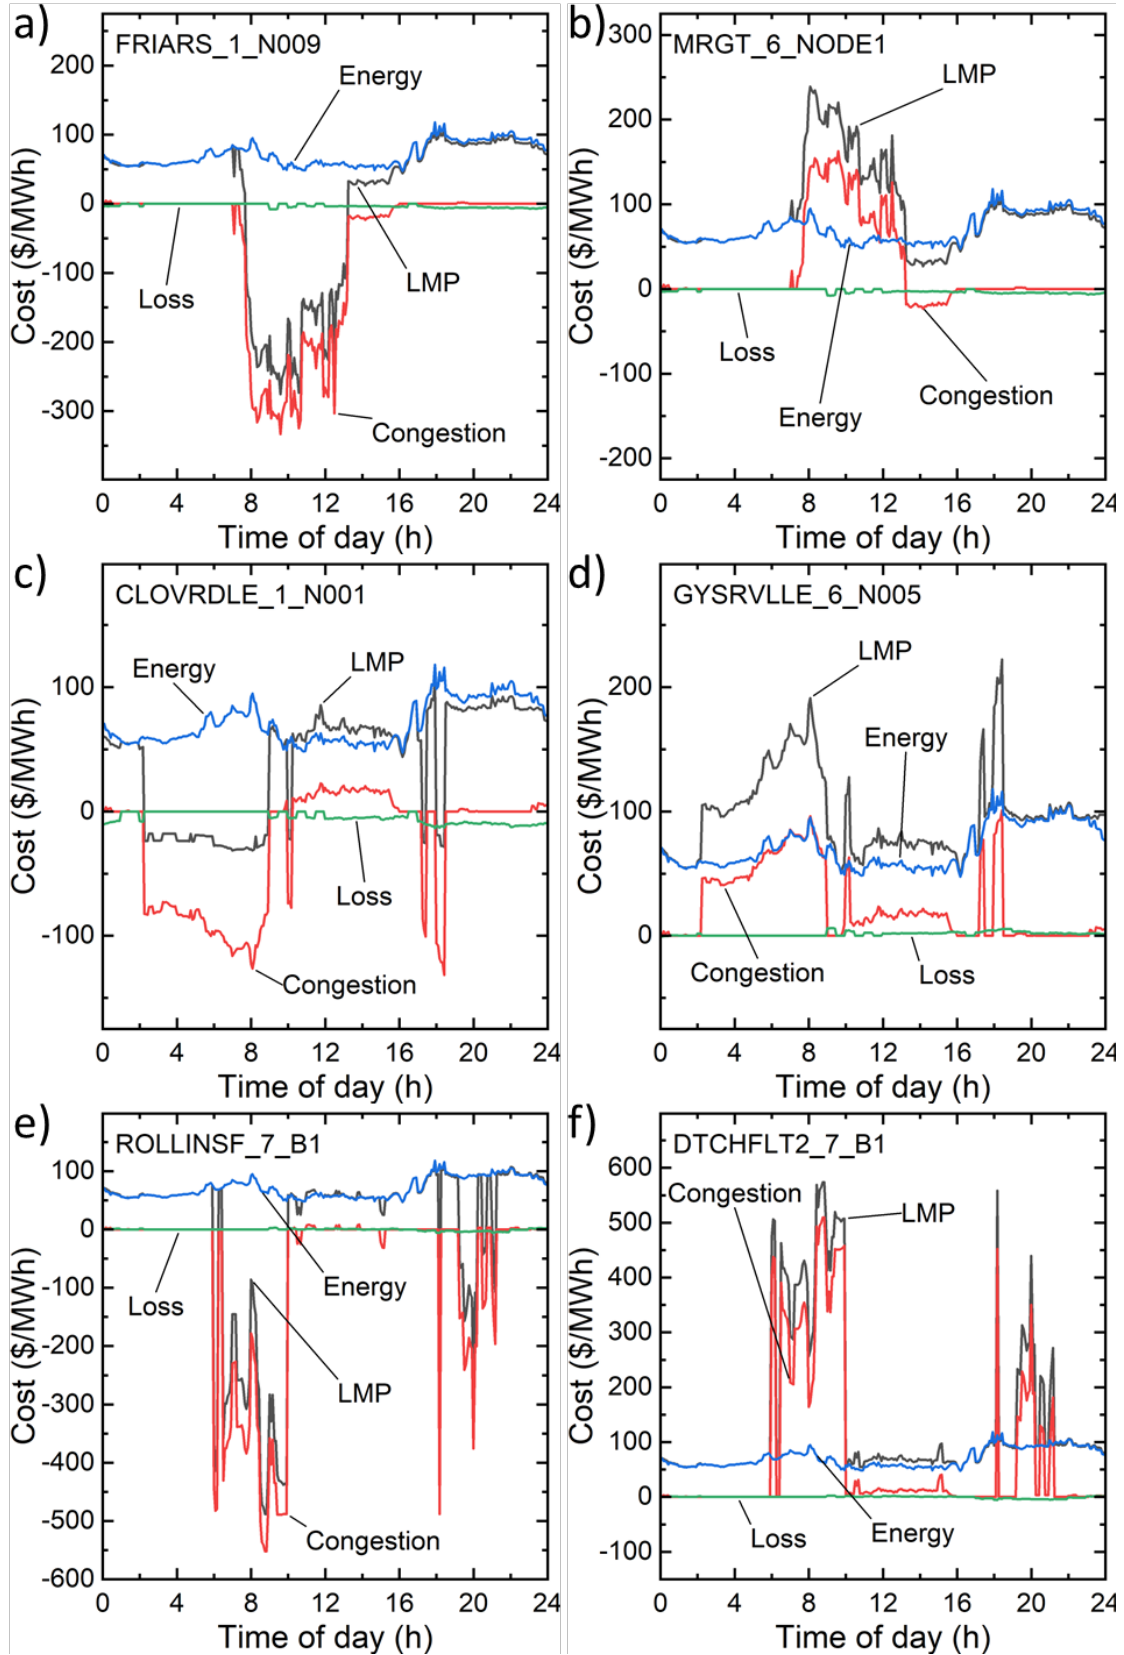 a)
FRIARS_1_N009
Energy
LMP
Loss
Congestion
200
100
0
-100
-200
-300
Cost ($/MWh)
0 4 8 12 16 20 24
Time of day (h)
b)
MRGT_6_NODE1
LMP
Loss
Energy
Congestion
300
200
100
0
-100
-200
Cost ($/MWh)
0 4 8 12 16 20 24
Time of day (h)
c)
CLOVRDLE_1_N001
Energy
LMP
Loss
Congestion
100
0
-100
Cost ($/MWh)
0 4 8 12 16 20 24
Time of day (h)
d)
GYSRVLLE_6_N005
LMP
Energy
Congestion
Loss
200
100
0
Cost ($/MWh)
0 4 8 12 16 20 24
Time of day (h)
e)
ROLLINSF_7_B1
Energy
Loss
LMP
Congestion
100
0
-100
-200
-300
-400
-500
-600
Cost ($/MWh)
0 4 8 12 16 20 24
Time of day (h)
f)
DTCHFLT2_7_B1
Congestion
LMP
Loss
Energy
600
500
400
300
200
100
0
-100
Cost ($/MWh)
0 4 8 12 16 20 24
Time of day (h)